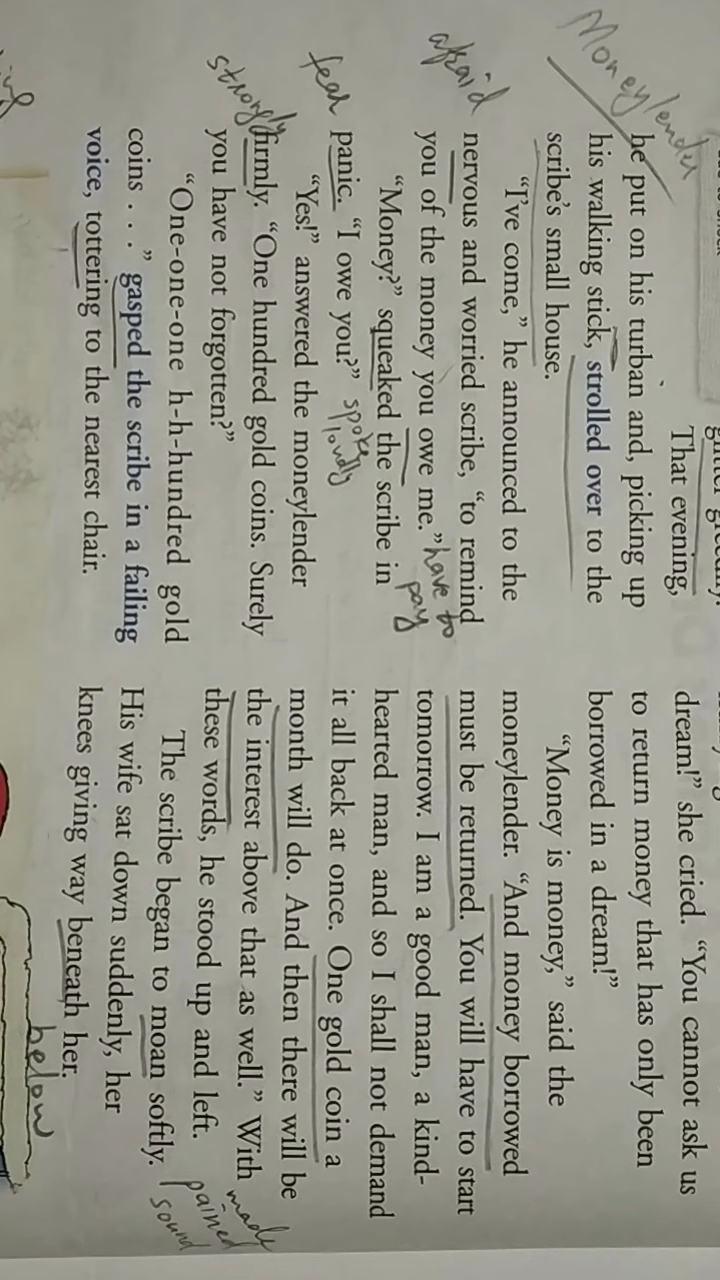 That evening,
Moneylender
he put on his turban and, picking up
his walking stick, strolled over to the
scribe's small house.
"I've come," he announced to the
afraid
nervous and worried scribe, "to remind
you of the money you owe me." have to pay
"Money?" squeaked the scribe in
fear
panic. "I owe you?" spoke loudly
"Yes!" answered the moneylender
strongly
firmly. "One hundred gold coins. Surely
you have not forgotten?"
"One-one-one h-h-hundred gold
coins . . ." gasped the scribe in a failing
voice, tottering to the nearest chair.
dream!" she cried. "You cannot ask us
to return money that has only been
borrowed in a dream!"
"Money is money," said the
moneylender. "And money borrowed
must be returned. You will have to start
tomorrow. I am a good man, a kind-
hearted man, and so I shall not demand
it all back at once. One gold coin a
month will do. And then there will be
the interest above that as well." With
these words, he stood up and left.
The scribe began to moan softly.
made pained sound
His wife sat down suddenly, her
knees giving way beneath her.
below